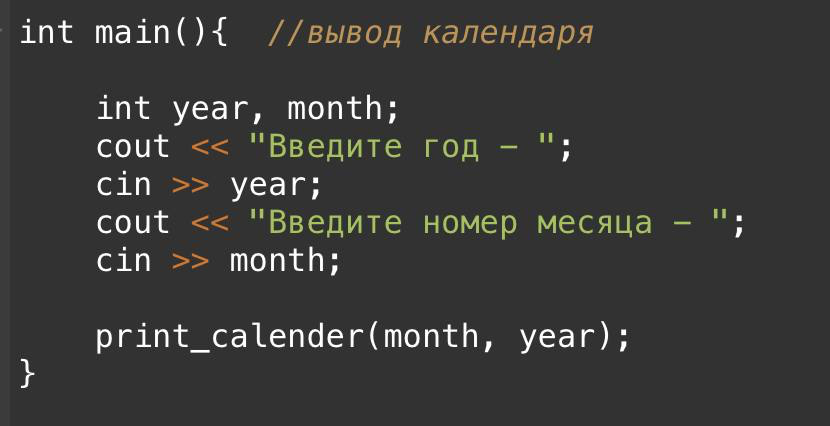 int main(){  //вывод календаря
int year, month;
cout << "Введите год - ";
cin >> year;
cout << "Введите номер месяца - ";
cin >> month;
print_calender(month, year);
}